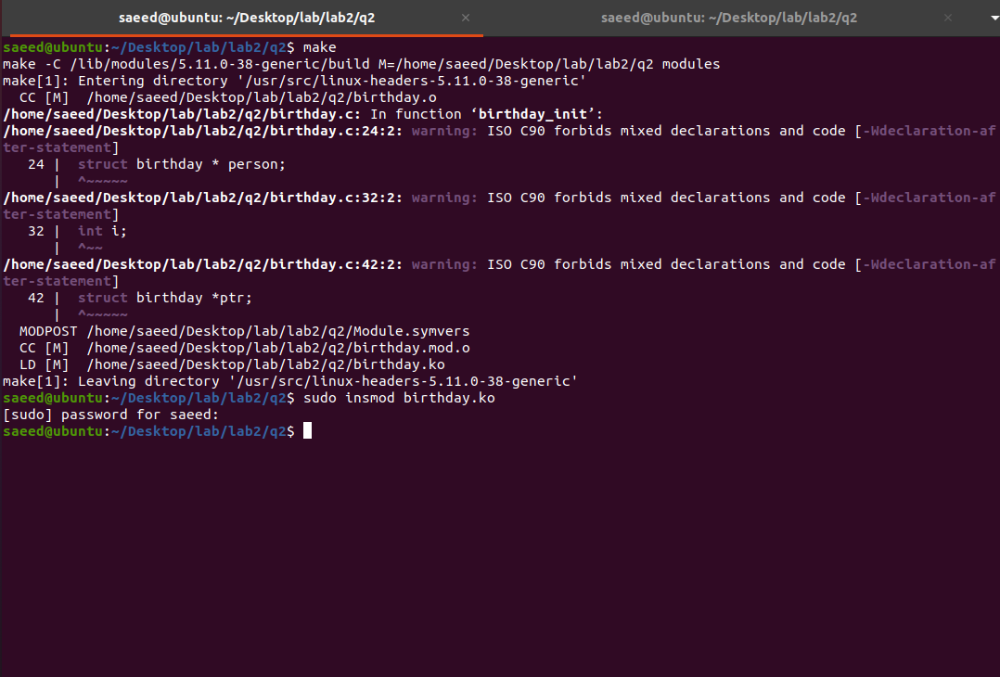 saeed@ubuntu: ~/Desktop/lab/lab2/q2 × saeed@ubuntu: ~/Desktop/lab/lab2/q2 ×
saeed@ubuntu:~/Desktop/lab/lab2/q2$ make
make -C /lib/modules/5.11.0-38-generic/build M=/home/saeed/Desktop/lab/lab2/q2 modules
make[1]: Entering directory '/usr/src/linux-headers-5.11.0-38-generic'
  CC [M]  /home/saeed/Desktop/lab/lab2/q2/birthday.o
/home/saeed/Desktop/lab/lab2/q2/birthday.c: In function ‘birthday_init’:
/home/saeed/Desktop/lab/lab2/q2/birthday.c:24:2: warning: ISO C90 forbids mixed declarations and code [-Wdeclaration-af
ter-statement]
   24 |  struct birthday * person;
      |  ^~~~~~
/home/saeed/Desktop/lab/lab2/q2/birthday.c:32:2: warning: ISO C90 forbids mixed declarations and code [-Wdeclaration-af
ter-statement]
   32 |  int i;
      |  ^~~
/home/saeed/Desktop/lab/lab2/q2/birthday.c:42:2: warning: ISO C90 forbids mixed declarations and code [-Wdeclaration-af
ter-statement]
   42 |  struct birthday *ptr;
      |  ^~~~~~
  MODPOST /home/saeed/Desktop/lab/lab2/q2/Module.symvers
  CC [M]  /home/saeed/Desktop/lab/lab2/q2/birthday.mod.o
  LD [M]  /home/saeed/Desktop/lab/lab2/q2/birthday.ko
make[1]: Leaving directory '/usr/src/linux-headers-5.11.0-38-generic'
saeed@ubuntu:~/Desktop/lab/lab2/q2$ sudo insmod birthday.ko
[sudo] password for saeed:
saeed@ubuntu:~/Desktop/lab/lab2/q2$